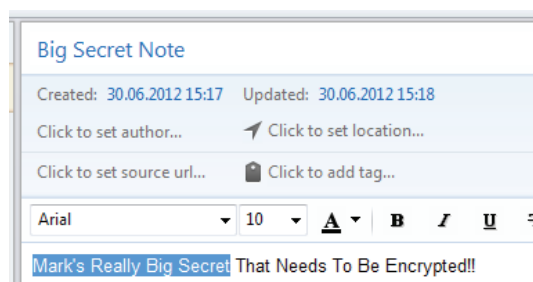 Big Secret Note
Created: 30.06.2012 15:17 Updated: 30.06.2012 15:18
Click to set author... Click to set location...
Click to set source url... Click to add tag...
Arial 10 A B I U
Mark's Really Big Secret That Needs To Be Encrypted!!